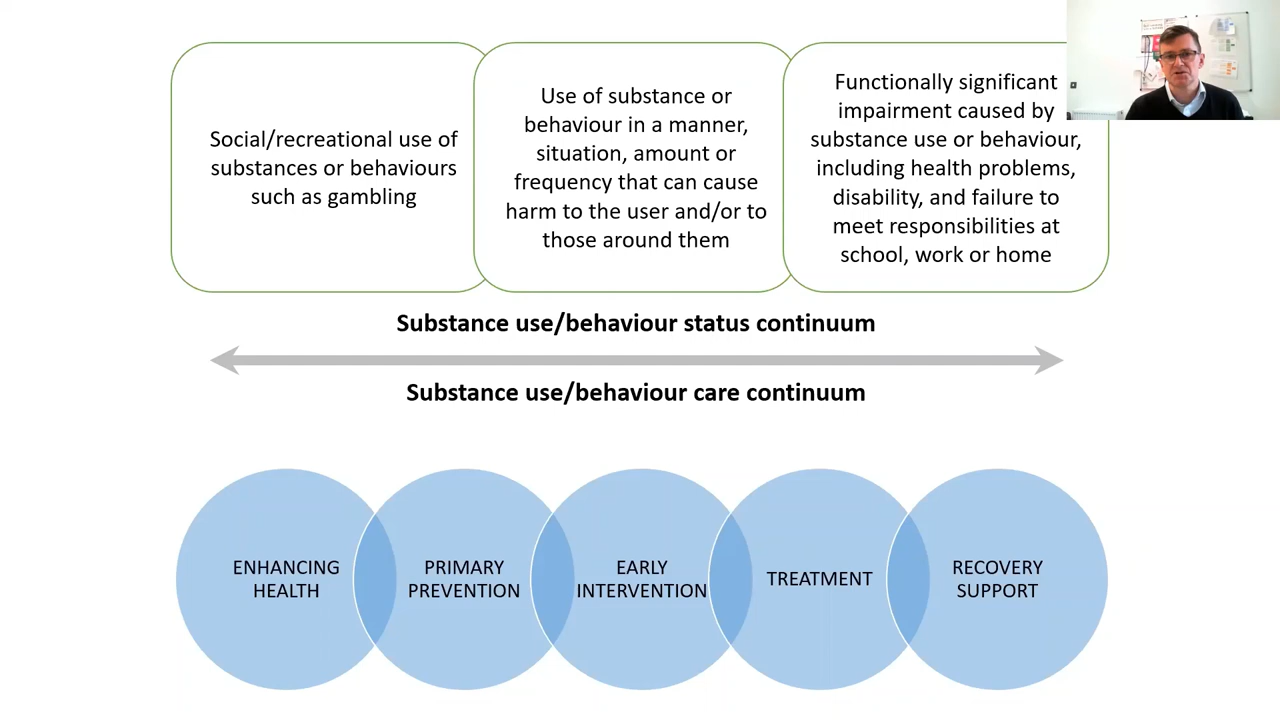 Social/recreational use of
substances or behaviours
such as gambling
Use of substance or
behaviour in a manner,
situation, amount or
frequency that can cause
harm to the user and/or to
those around them
Functionally significant
impairment caused by
substance use or behaviour,
including health problems,
disability, and failure to
meet responsibilities at
school, work or home
Substance use/behaviour status continuum
Substance use/behaviour care continuum
ENHANCING
HEALTH
PRIMARY
PREVENTION
EARLY
INTERVENTION
TREATMENT
RECOVERY
SUPPORT